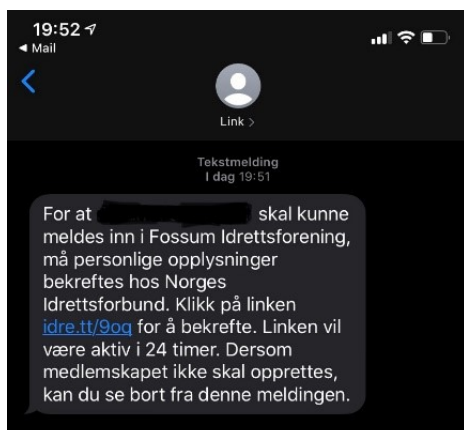 19:52
Mail
Link >
Tekstmelding
I dag 19:51
For at skal kunne
meldes inn i Fossum Idrettsforening,
må personlige opplysninger
bekreftes hos Norges
Idrettsforbund. Klikk på linken
idre.tt/9oq for å bekrefte. Linken vil
være aktiv i 24 timer. Dersom
medlemskapet ikke skal opprettes,
kan du se bort fra denne meldingen.